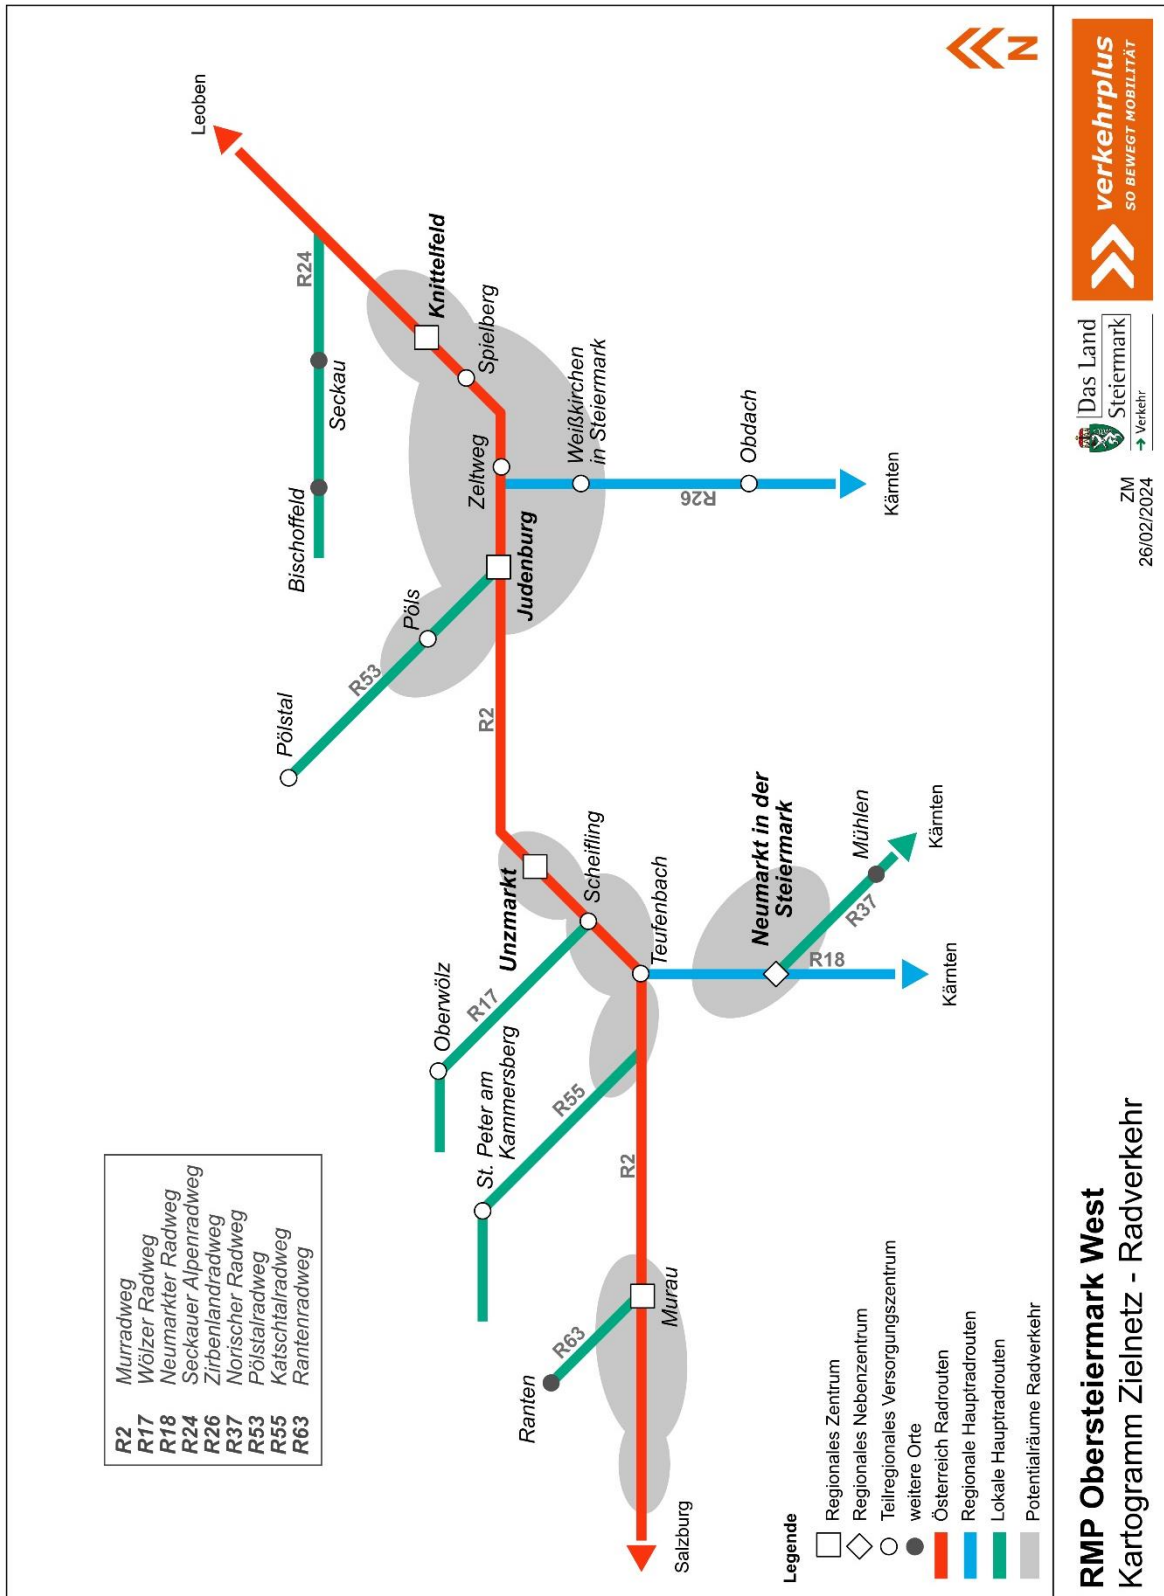 R2 Murradweg
R17 Wölzer Radweg
R18 Neumarkter Radweg
R24 Seckauer Alpenradweg
R26 Zirbenlandradweg
R37 Norischer Radweg
R53 Pölstalradweg
R55 Katschtalradweg
R63 Rantenradweg
N
Leoben
R24
Seckau
Bischoffeld
Knittelfeld
Spielberg
Zeltweg
Weißkirchen
in Steiermark
R26
Obdach
Kärnten
Judenburg
Pöls
R53
Pölstal
R2
Unzmarkt
Scheifling
Teufenbach
Oberwölz
R17
St. Peter am
Kammersberg
R55
R2
Neumarkt in der
Steiermark
R18
R37
Mühlen
Kärnten
Kärnten
Murau
R63
Ranten
Salzburg
Legende
Regionales Zentrum
Regionales Nebenzentrum
Teilregionales Versorgungszentrum
weitere Orte
Österreich Radrouten
Regionale Hauptradrouten
Lokale Hauptradrouten
Potentialräume Radverkehr
RMP Obersteiermark West
Kartogramm Zielnetz - Radverkehr
ZM
26/02/2024
Das Land
Steiermark
→ Verkehr
verkehrplus
SO BEWEGT MOBILITÄT